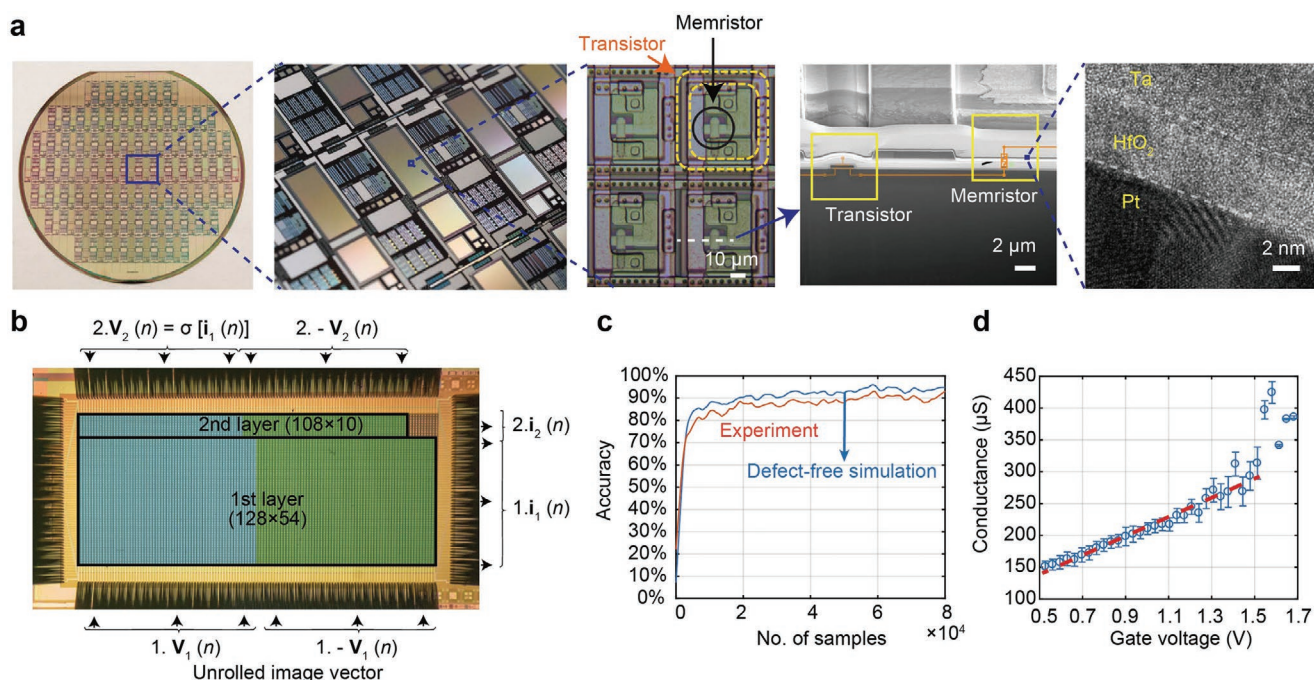 a
Memristor
Transistor
Transistor
Memristor
10 µm
2 µm
Ta
HfO₂
Pt
2 nm
b
2.V₂ (n) = σ [i₁ (n)]
2. - V₂ (n)
2nd layer (108×10)
1st layer
(128×54)
2.i₂ (n)
1.i₁ (n)
1. V₁ (n)
1. - V₁ (n)
Unrolled image vector
c
100%
90%
80%
70%
60%
50%
40%
30%
20%
10%
0%
Accuracy
Experiment
Defect-free simulation
0
2
4
6
8
×10⁴
No. of samples
d
450
400
350
300
250
200
150
100
Conductance (µS)
0.5
0.7
0.9
1.1
1.3
1.5
1.7
Gate voltage (V)